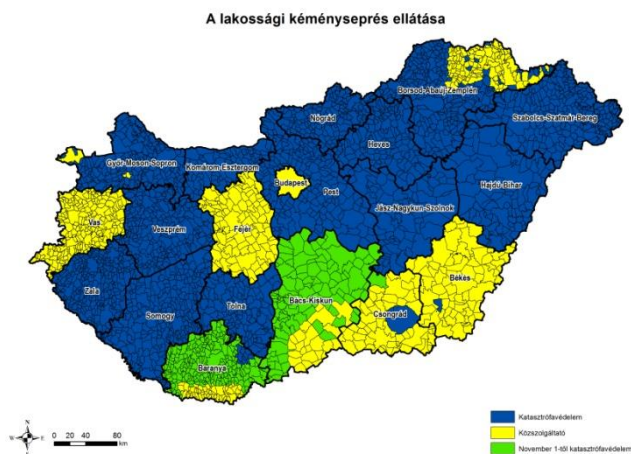 A lakossági kéményseprés ellátása
Borsod-Abaúj-Zemplén
Szabolcs-Szatmár-Bereg
Nógrád
Heves
Győr-Moson-Sopron
Komárom-Esztergom
Budapest
Pest
Hajdú-Bihar
Jász-Nagykun-Szolnok
Vas
Veszprém
Fejér
Békés
Zala
Bács-Kiskun
Csongrád
Somogy
Tolna
Baranya
N
W E
S
0 20 40 80
km
Katasztrófavédelem
Közszolgáltató
November 1-től katasztrófavédelem